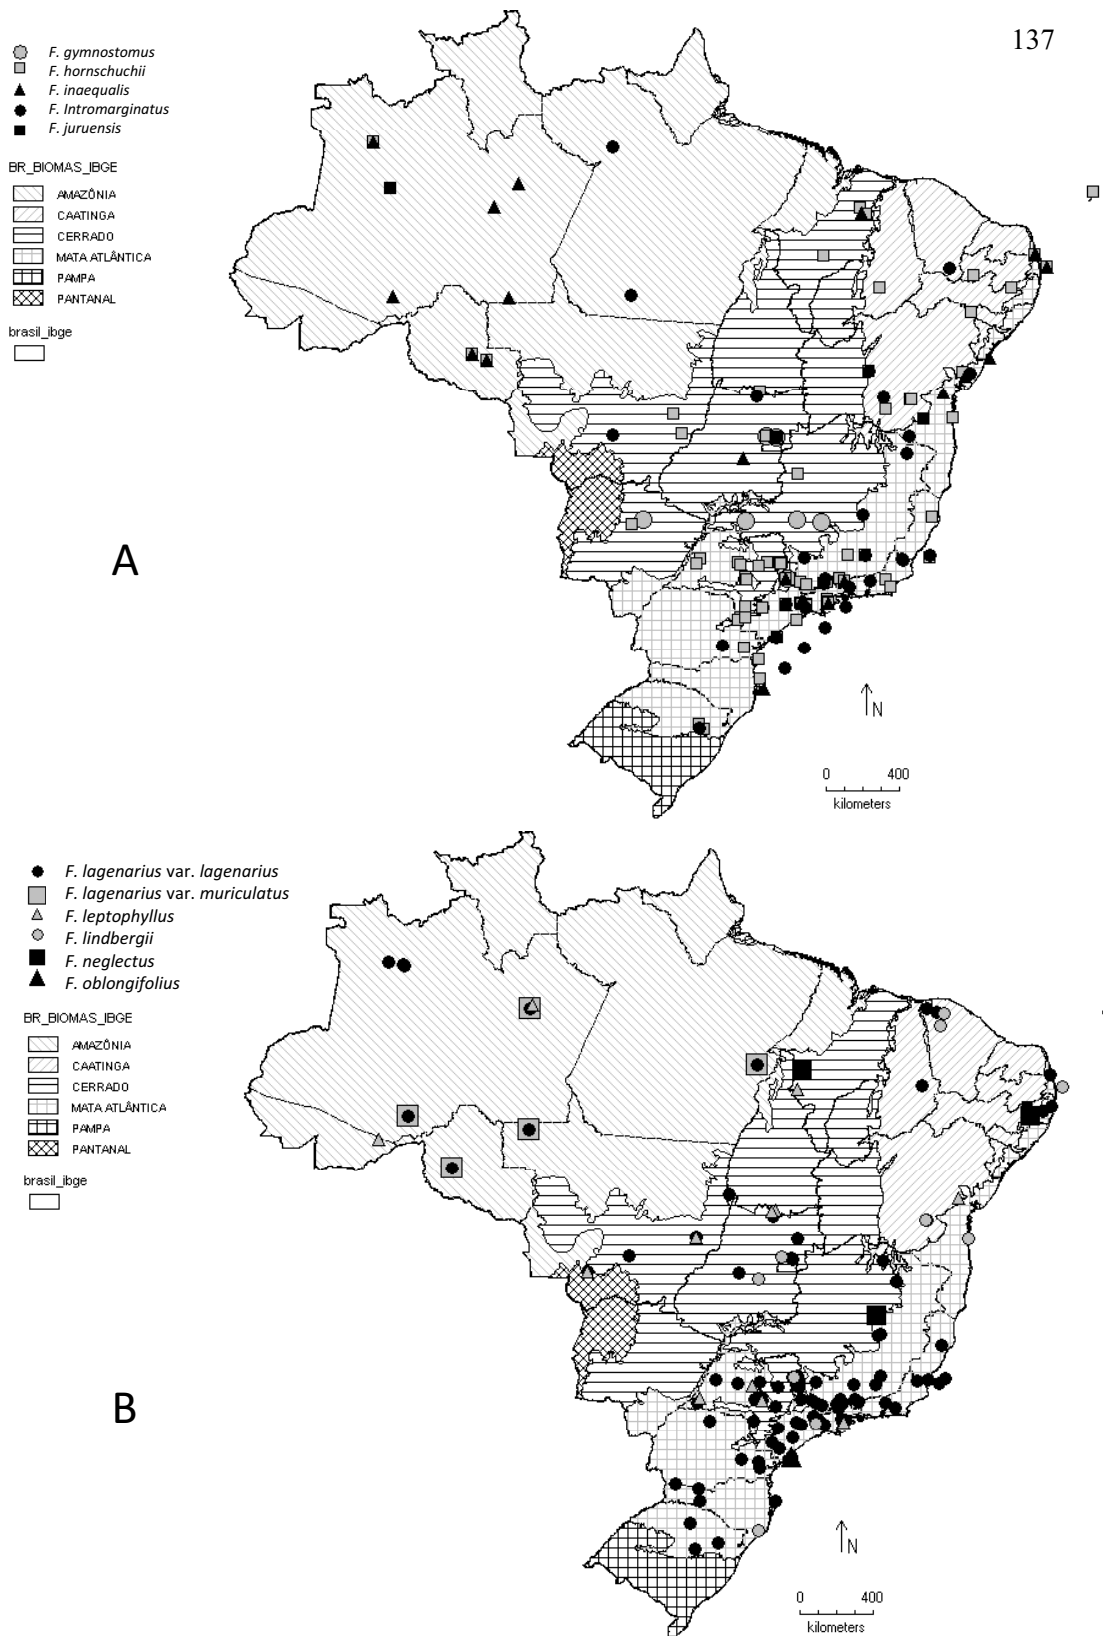 137
F. gymnostomus
F. hornschuchii
F. inaequalis
F. Intromarginatus
F. juruensis
BR_BIOMAS_IBGE
AMAZÔNIA
CAATINGA
CERRADO
MATA ATLÂNTICA
PAMPA
PANTANAL
brasil_ibge
A
N
0 400
kilometers
F. lagenarius var. lagenarius
F. lagenarius var. muriculatus
F. leptophyllus
F. lindbergii
F. neglectus
F. oblongifolius
BR_BIOMAS_IBGE
AMAZÔNIA
CAATINGA
CERRADO
MATA ATLÂNTICA
PAMPA
PANTANAL
brasil_ibge
B
N
0 400
kilometers